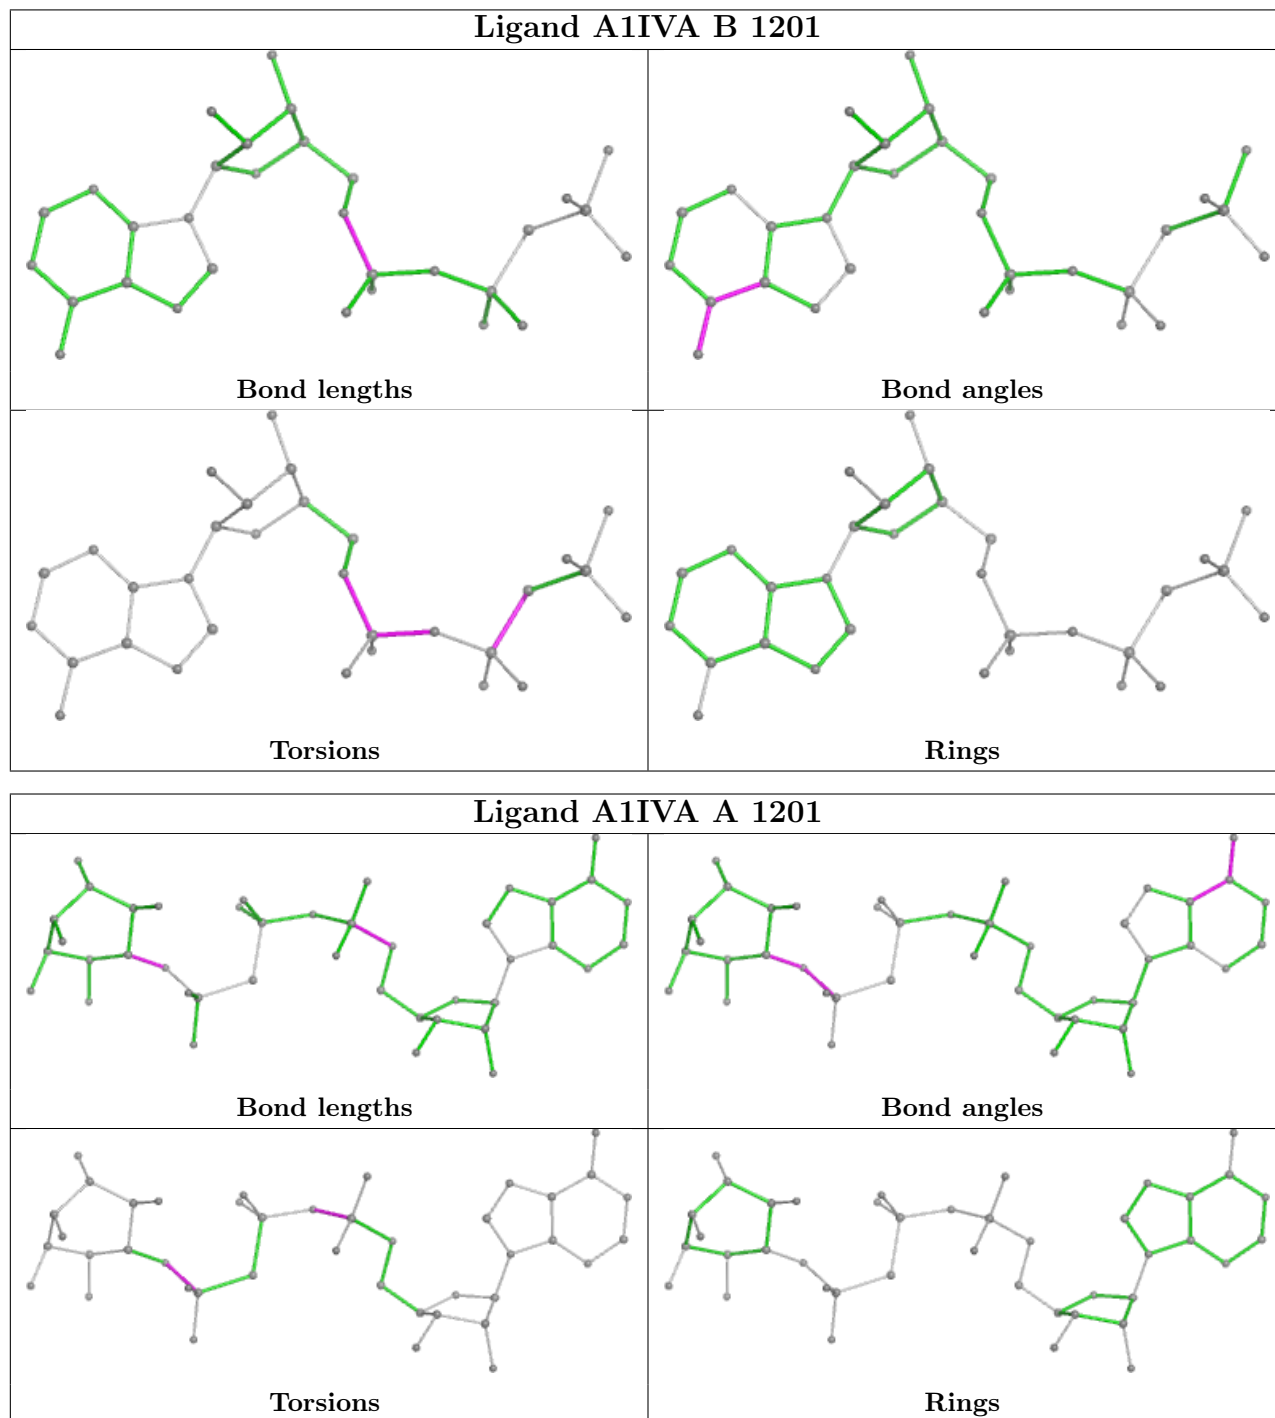 Ligand A1IVA B 1201
Bond lengths
Bond angles
Torsions
Rings
Ligand A1IVA A 1201
Bond lengths
Bond angles
Torsions
Rings